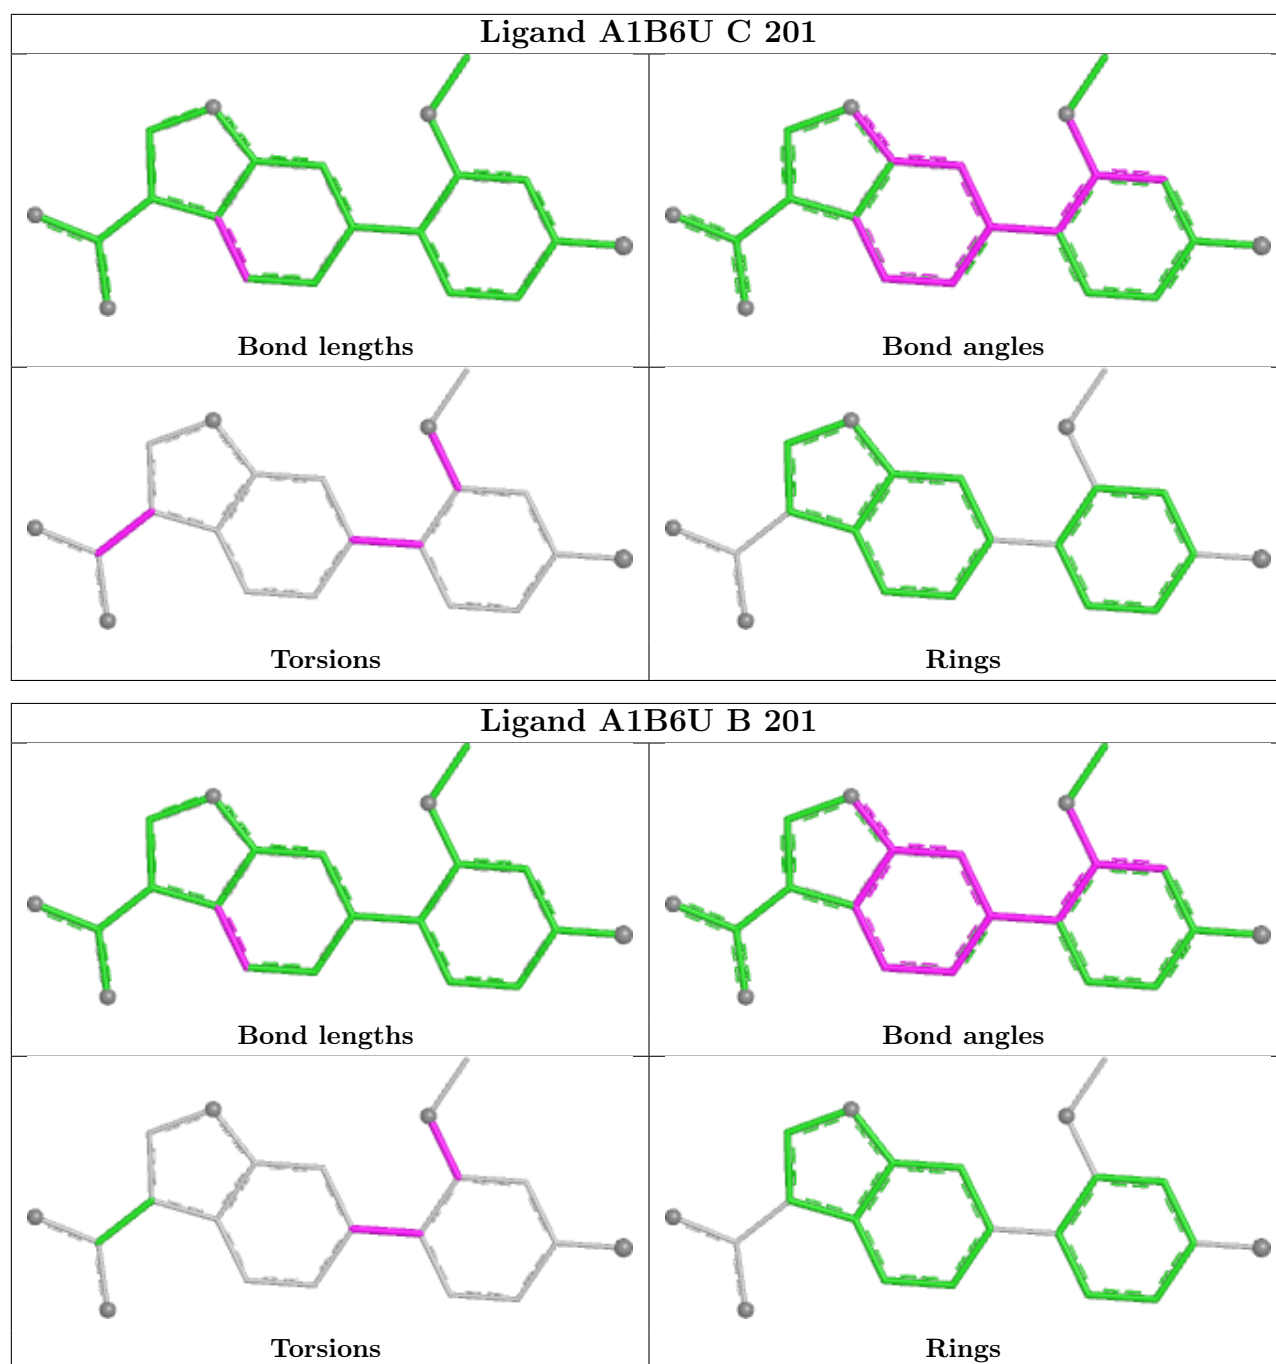 Ligand A1B6U C 201
Bond lengths
Bond angles
Torsions
Rings
Ligand A1B6U B 201
Bond lengths
Bond angles
Torsions
Rings